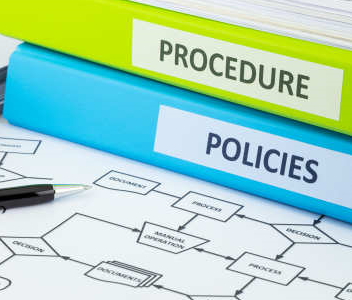 PROCEDURE
POLICIES
DOCUMENT
PROCESS
DECISION
MANUAL
OPERATION
DECISION
DOCUMENTS
PROCESS